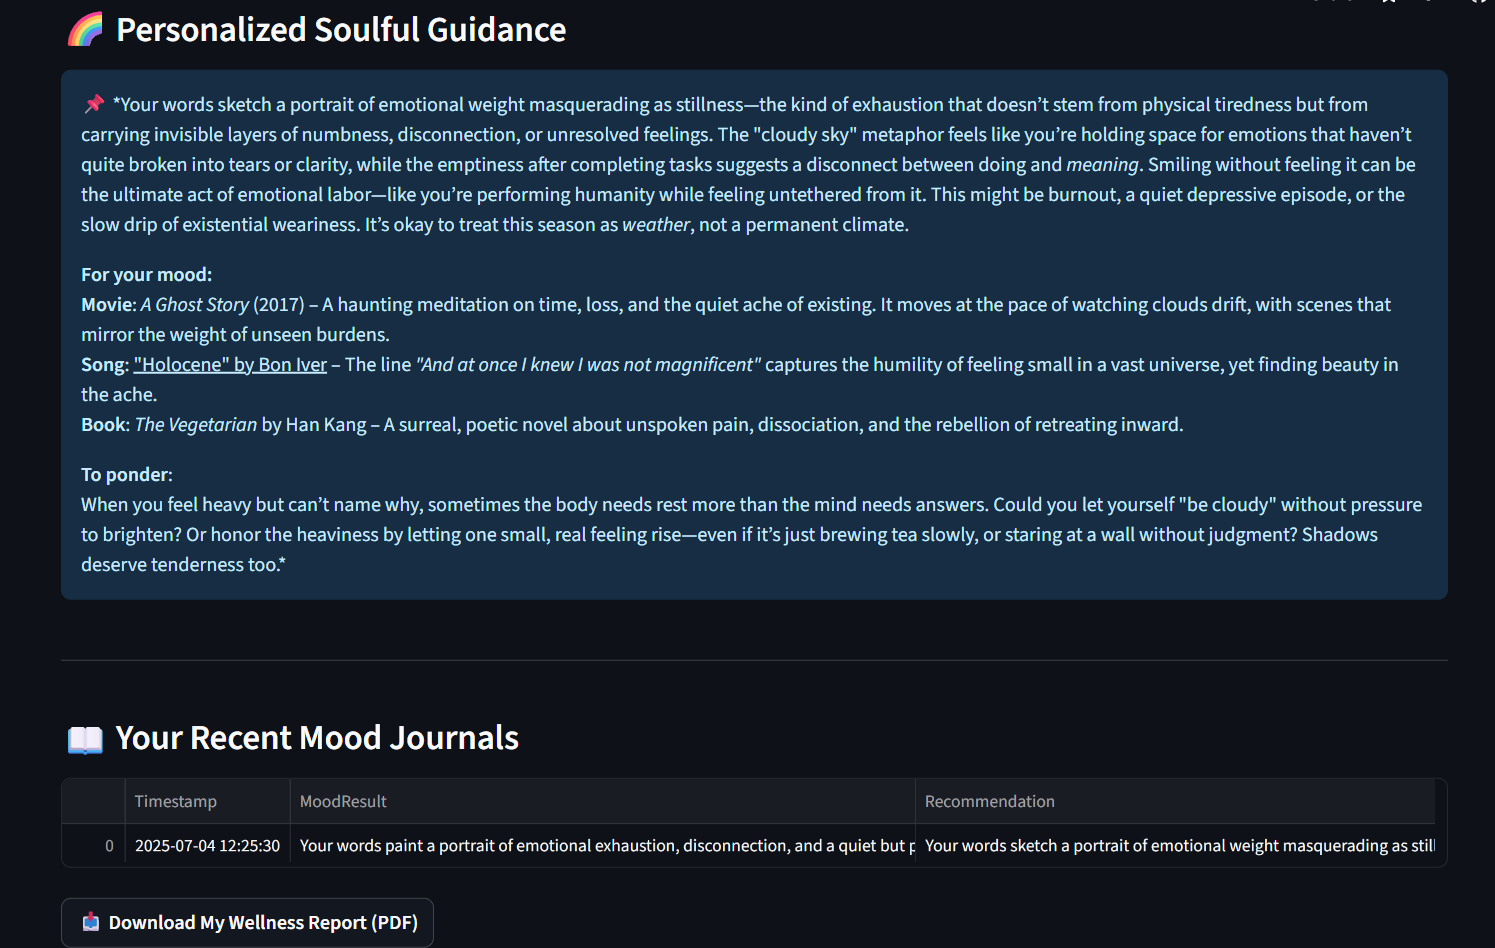 🌈 Personalized Soulful Guidance
📌 *Your words sketch a portrait of emotional weight masquerading as stillness—the kind of exhaustion that doesn’t stem from physical tiredness but from
carrying invisible layers of numbness, disconnection, or unresolved feelings. The "cloudy sky" metaphor feels like you’re holding space for emotions that haven’t
quite broken into tears or clarity, while the emptiness after completing tasks suggests a disconnect between doing and meaning. Smiling without feeling it can be
the ultimate act of emotional labor—like you’re performing humanity while feeling untethered from it. This might be burnout, a quiet depressive episode, or the
slow drip of existential weariness. It’s okay to treat this season as weather, not a permanent climate.
For your mood:
Movie: A Ghost Story (2017) – A haunting meditation on time, loss, and the quiet ache of existing. It moves at the pace of watching clouds drift, with scenes that
mirror the weight of unseen burdens.
Song: "Holocene" by Bon Iver – The line "And at once I knew I was not magnificent" captures the humility of feeling small in a vast universe, yet finding beauty in
the ache.
Book: The Vegetarian by Han Kang – A surreal, poetic novel about unspoken pain, dissociation, and the rebellion of retreating inward.
To ponder:
When you feel heavy but can’t name why, sometimes the body needs rest more than the mind needs answers. Could you let yourself "be cloudy" without pressure
to brighten? Or honor the heaviness by letting one small, real feeling rise—even if it’s just brewing tea slowly, or staring at a wall without judgment? Shadows
deserve tenderness too.*
📖 Your Recent Mood Journals
Timestamp MoodResult Recommendation
0 2025-07-04 12:25:30 Your words paint a portrait of emotional exhaustion, disconnection, and a quiet but Your words sketch a portrait of emotional weight masquerading as
📥 Download My Wellness Report (PDF)